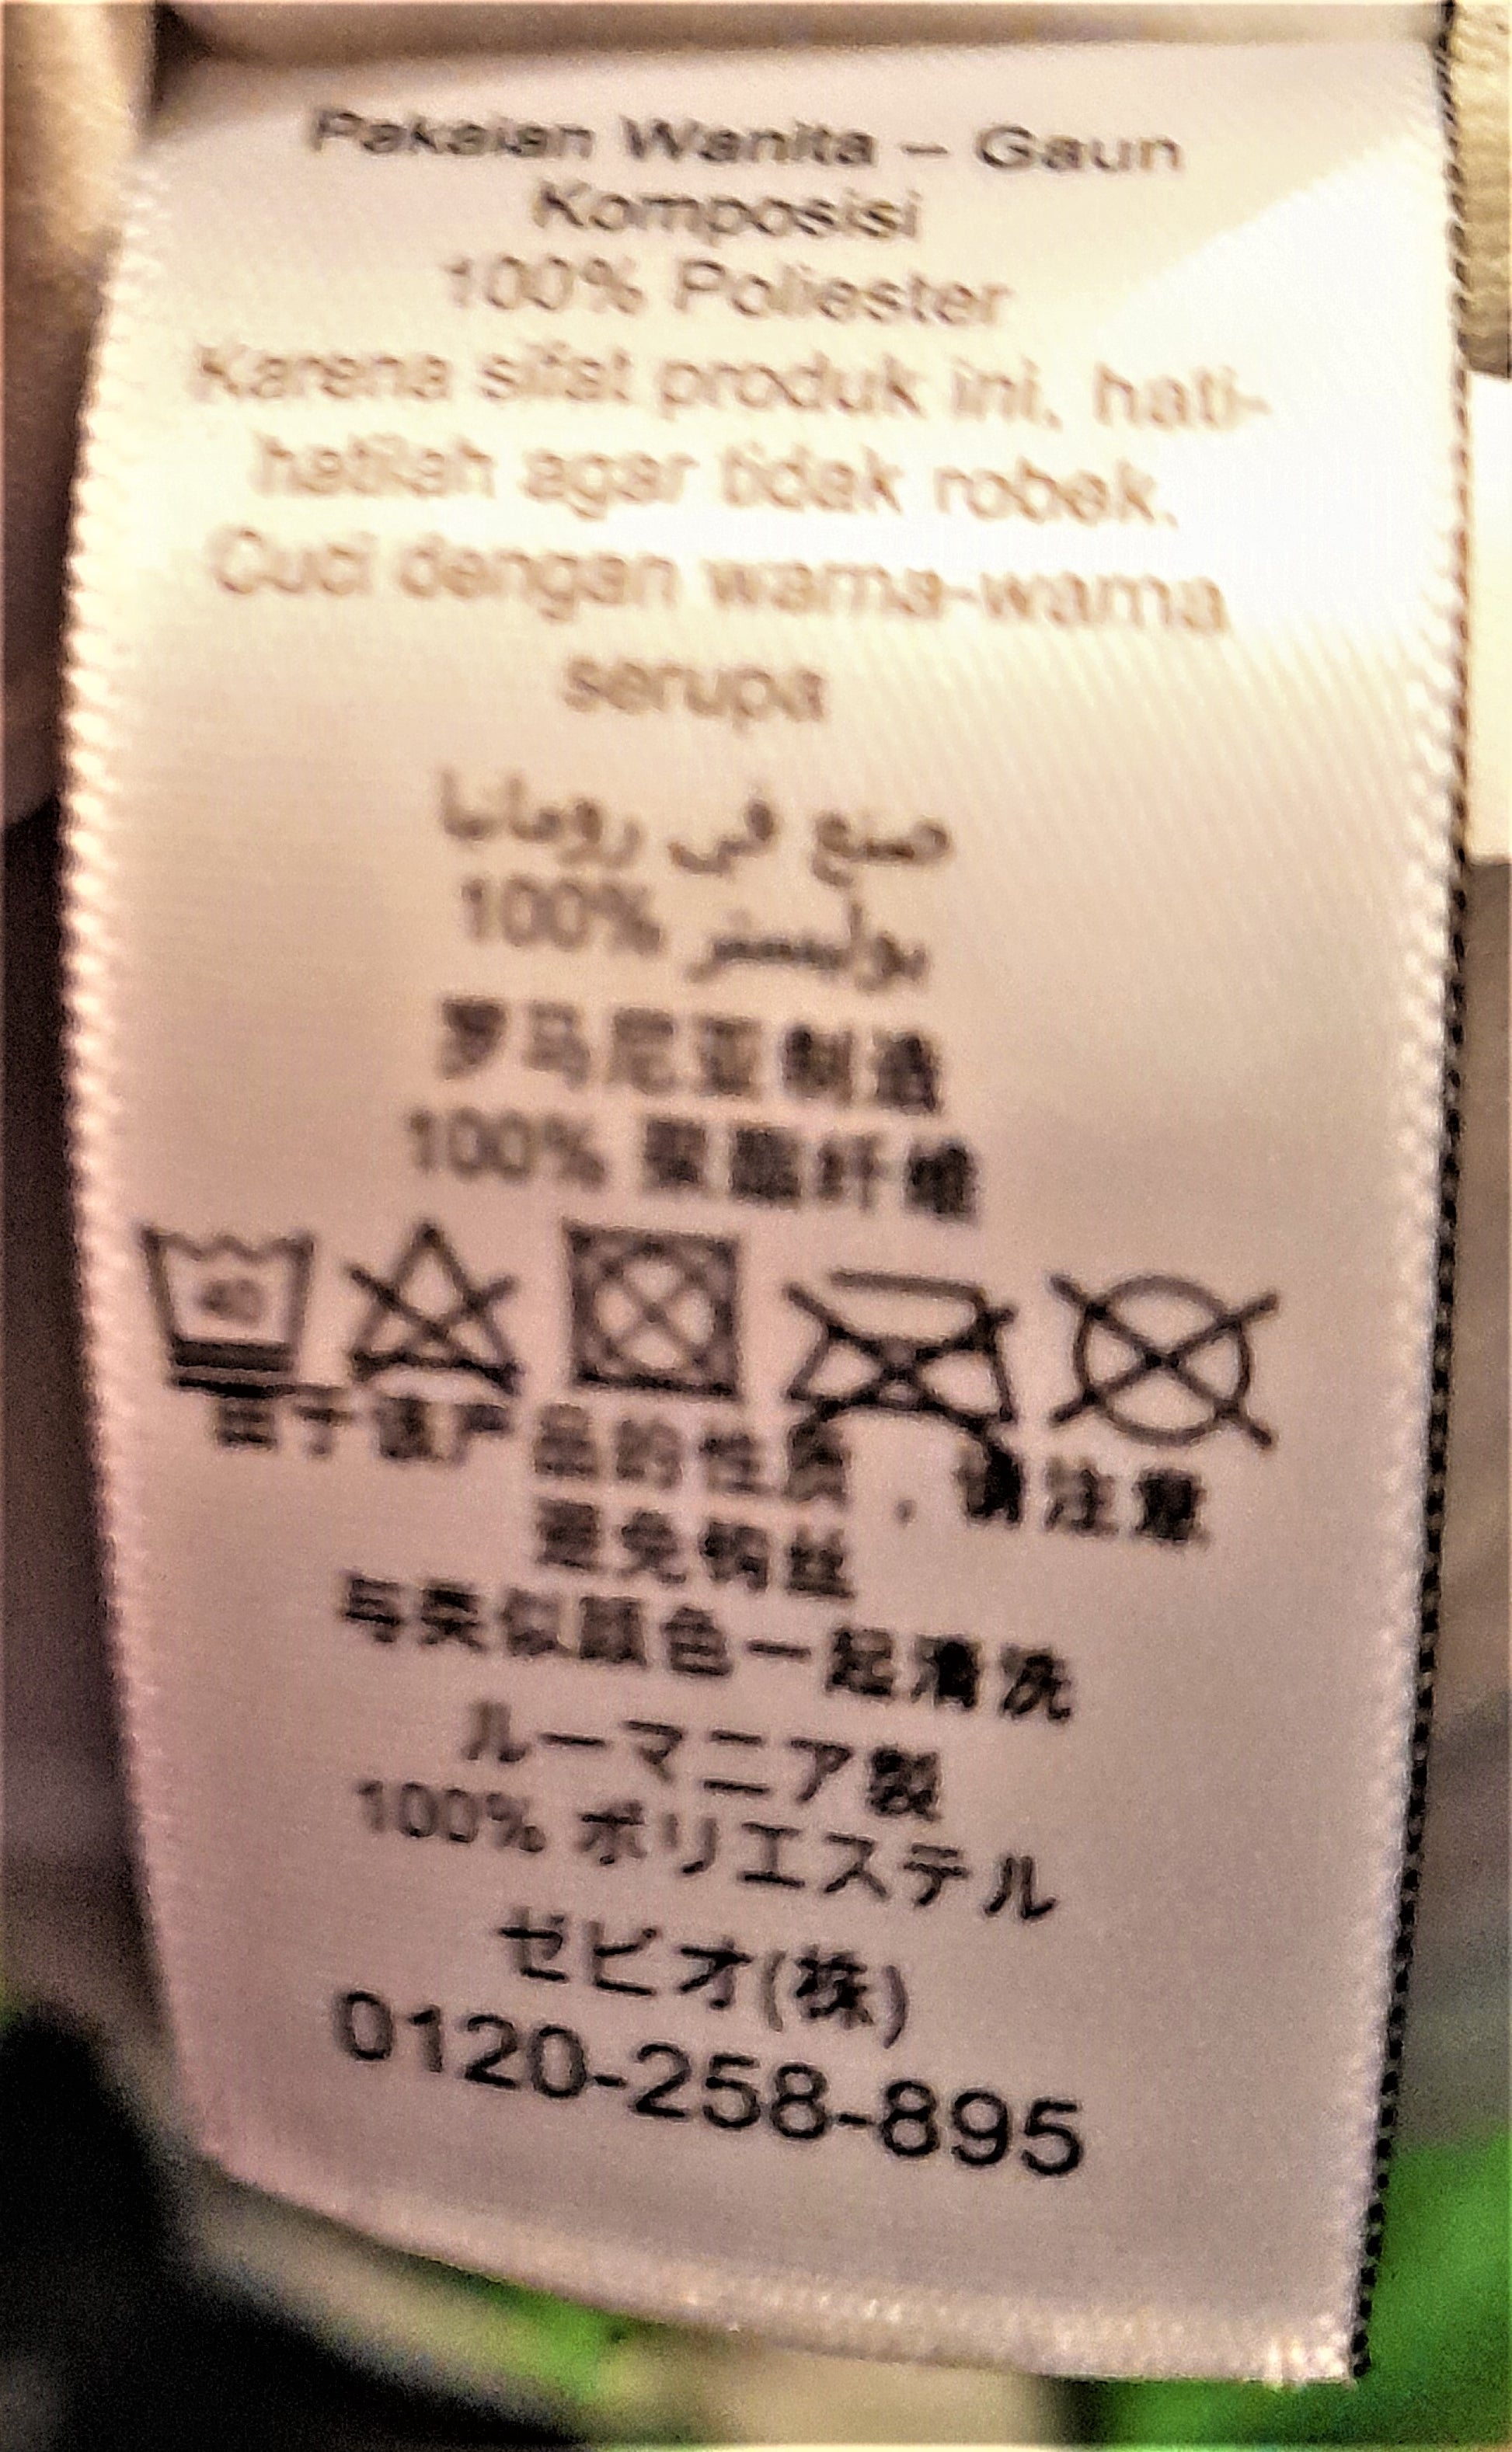 Pakaian Wanita – Gaun
Komposisi
100% Poliester
Karena sifat produk ini, hati-
hatilah agar tidak robek.
Cuci dengan warna-warna
serupa
صنع في رومانيا
100% بوليستر
罗马尼亚制造
100% 聚酯纤维
40
由于该产品的性质，请注意
避免钩丝
与类似颜色一起清洗
ルーマニア製
100% ポリエステル
ゼビオ(株)
0120-258-895